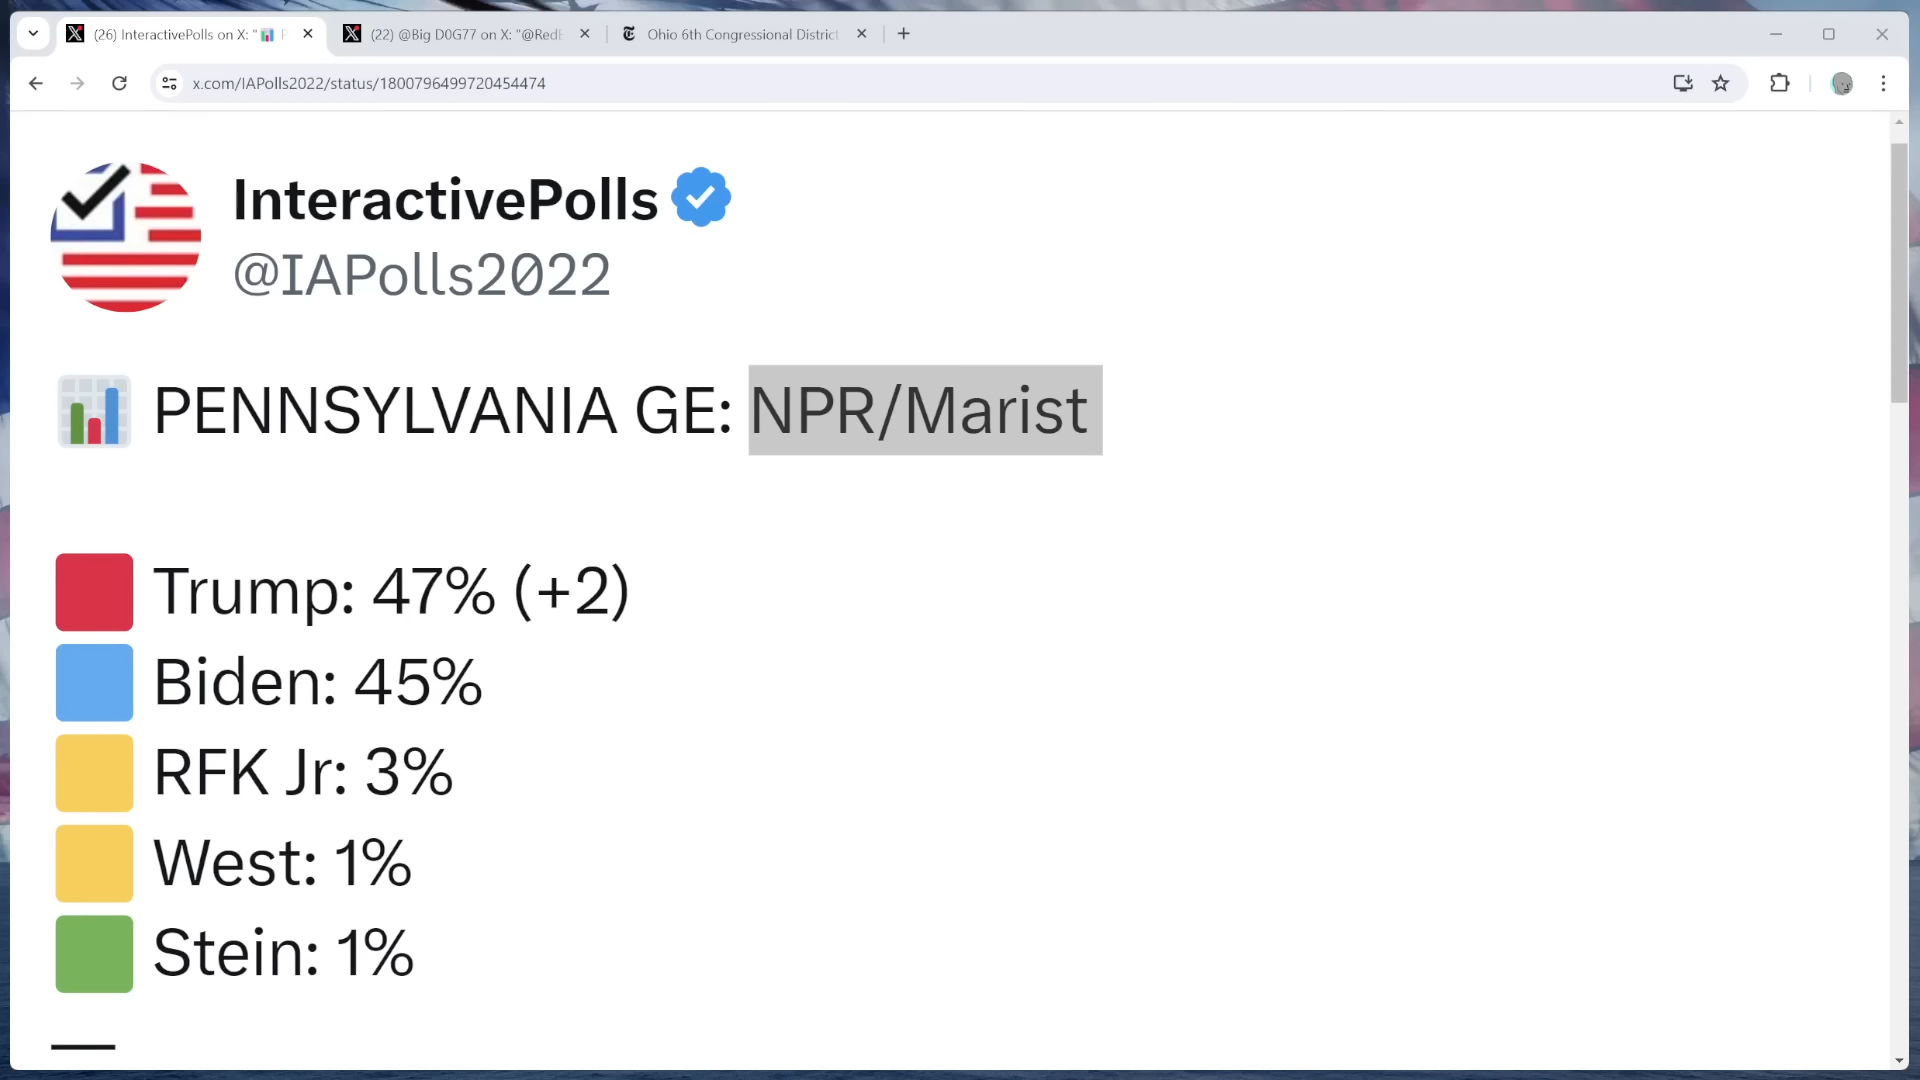 (26) InteractivePolls on X: "📊 P
(22) @Big D0G77 on X: "@RedE
Ohio 6th Congressional District
x.com/IAPolls2022/status/1800796499720454474
InteractivePolls
@IAPolls2022
📊 PENNSYLVANIA GE: NPR/Marist
🟥 Trump: 47% (+2)
🟦 Biden: 45%
🟨 RFK Jr: 3%
🟨 West: 1%
🟩 Stein: 1%